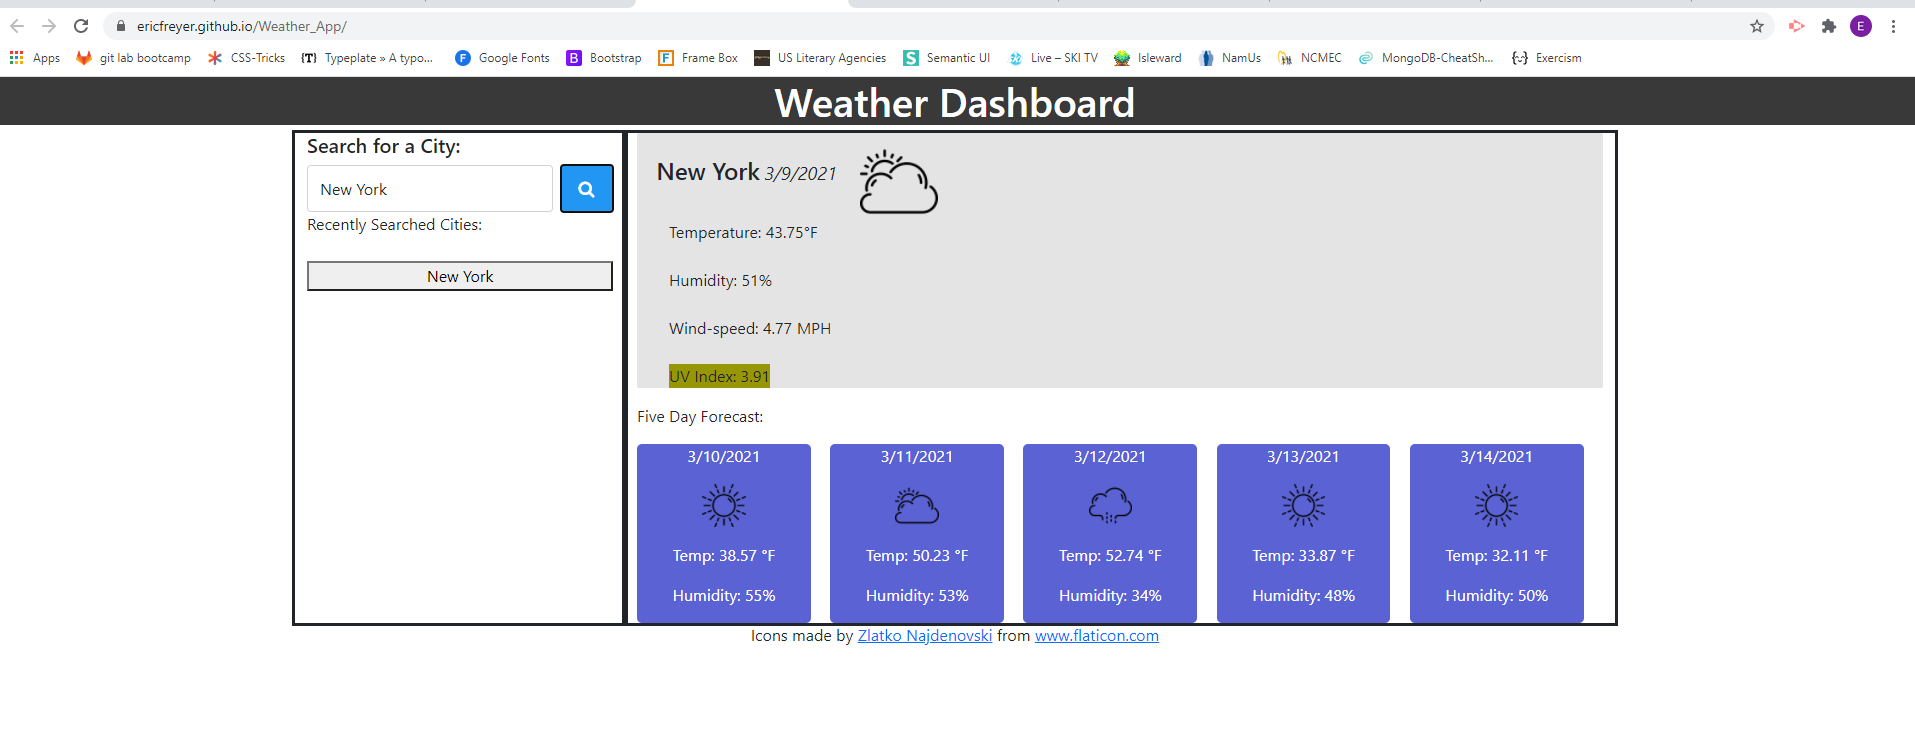 ericfreyer.github.io/Weather_App/
E
Apps git lab bootcamp CSS-Tricks {T} Typeplate » A typo... F Google Fonts B Bootstrap F Frame Box US Literary Agencies S Semantic UI Live – SKI TV Isleward NamUs NCMEC MongoDB-CheatSh... {-/} Exercism
Weather Dashboard
Search for a City:
New York
Recently Searched Cities:
New York
New York 3/9/2021
Temperature: 43.75°F
Humidity: 51%
Wind-speed: 4.77 MPH
UV Index: 3.91
Five Day Forecast:
3/10/2021
Temp: 38.57 °F
Humidity: 55%
3/11/2021
Temp: 50.23 °F
Humidity: 53%
3/12/2021
Temp: 52.74 °F
Humidity: 34%
3/13/2021
Temp: 33.87 °F
Humidity: 48%
3/14/2021
Temp: 32.11 °F
Humidity: 50%
Icons made by Zlatko Najdenovski from www.flaticon.com